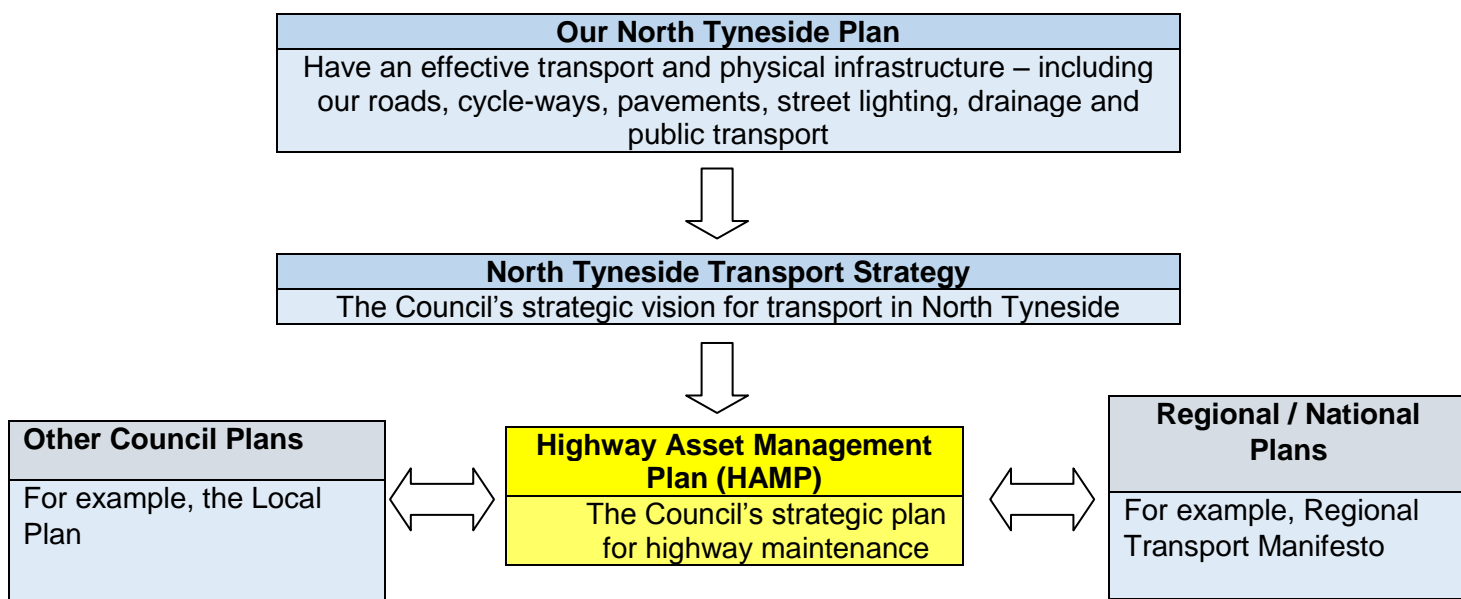 Our North Tyneside Plan
Have an effective transport and physical infrastructure – including
our roads, cycle-ways, pavements, street lighting, drainage and
public transport
North Tyneside Transport Strategy
The Council’s strategic vision for transport in North Tyneside
Other Council Plans
For example, the Local
Plan
Highway Asset Management
Plan (HAMP)
The Council’s strategic plan
for highway maintenance
Regional / National
Plans
For example, Regional
Transport Manifesto